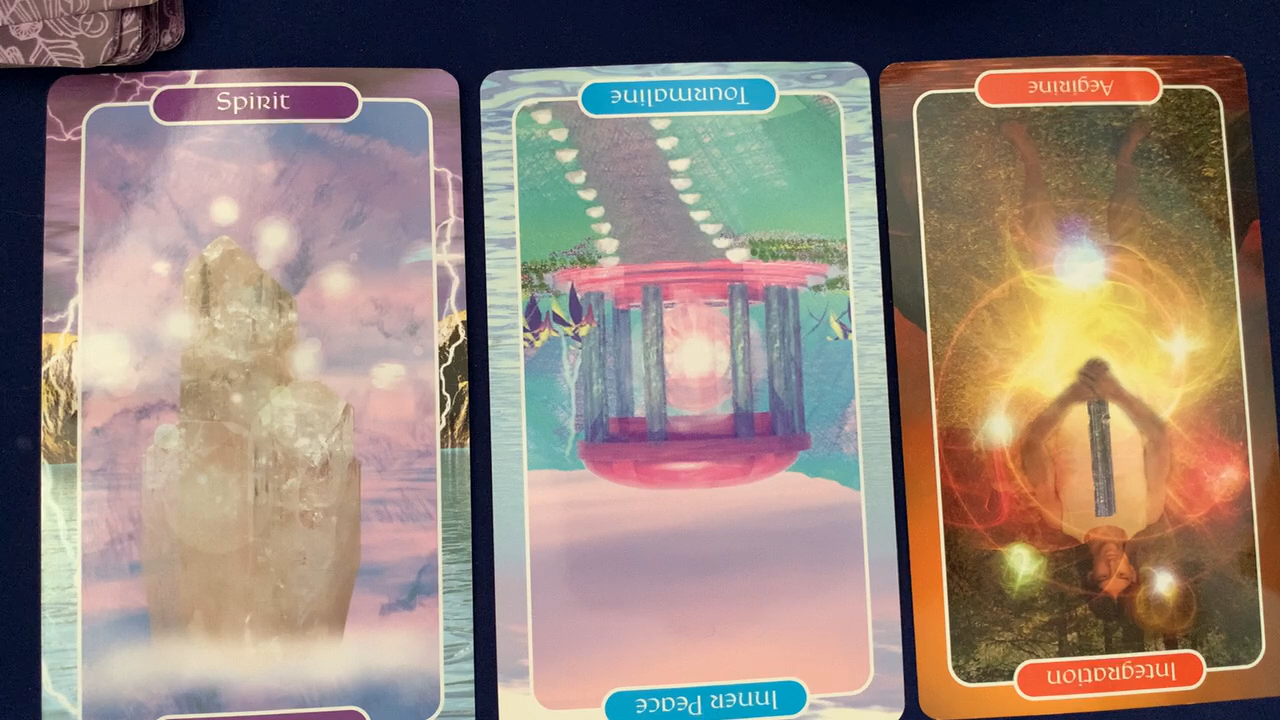 Spirit
Tourmaline
Inner Peace
Aegirine
Integration